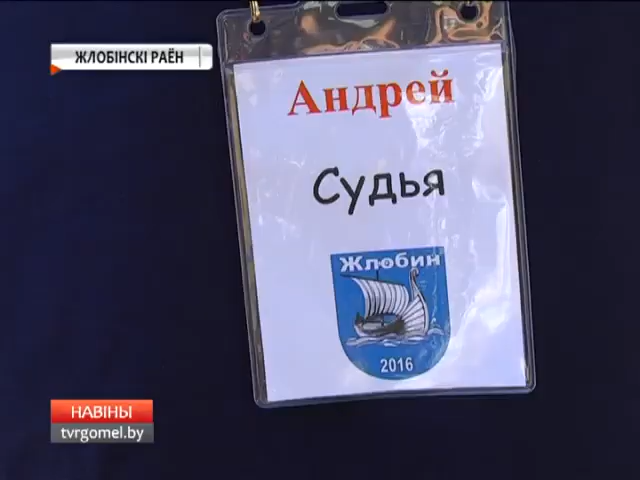 ЖЛОБІНСКІ РАЁН
Андрей
Судья
Жлобин
2016
НАВІНЫ
tvrgomel.by